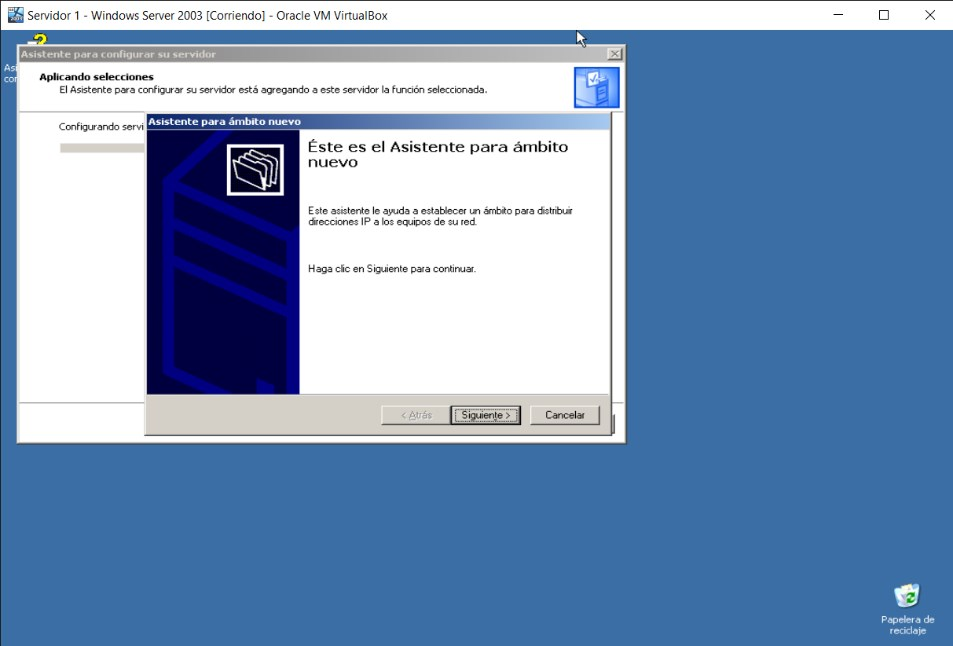 Servidor 1 - Windows Server 2003 [Corriendo] - Oracle VM VirtualBox
Asistente para configurar su servidor
Aplicando selecciones
El Asistente para configurar su servidor está agregando a este servidor la función seleccionada.
Configurando servi
Asistente para ámbito nuevo
Éste es el Asistente para ámbito
nuevo
Este asistente le ayuda a establecer un ámbito para distribuir
direcciones IP a los equipos de su red.
Haga clic en Siguiente para continuar.
< Atrás
Siguiente >
Cancelar
Papelera de
reciclaje